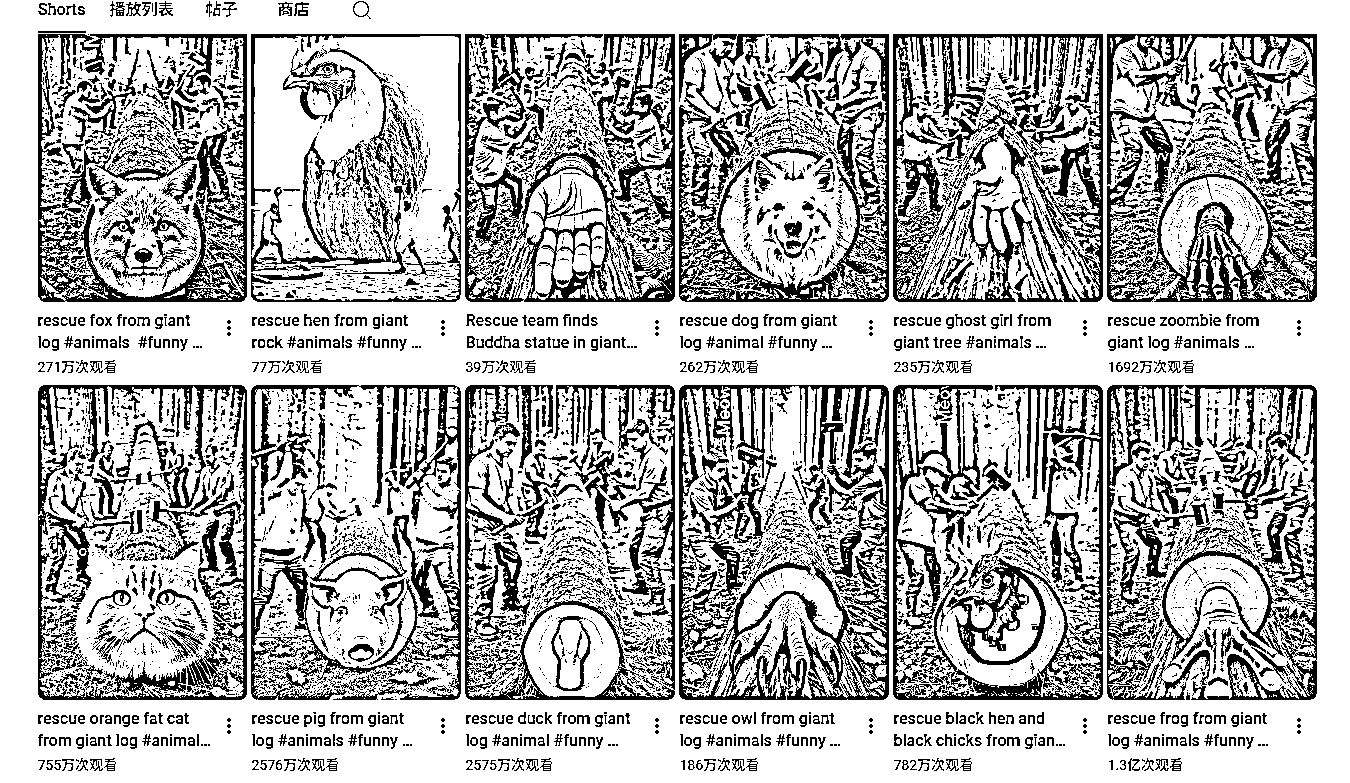 Shorts 播放列表 帖子 商店
Meow
rescue fox from giant
log #animals #funny ...
271万次观看
rescue hen from giant
rock #animals #funny ...
77万次观看
Rescue team finds
Buddha statue in giant...
39万次观看
rescue dog from giant
log #animal #funny ...
262万次观看
rescue ghost girl from
giant tree #animals ...
235万次观看
rescue zoombie from
giant log #animals ...
1692万次观看
Meow
Meow
Meow
rescue orange fat cat
from giant log #animal...
755万次观看
rescue pig from giant
log #animals #funny ...
2576万次观看
rescue duck from giant
log #animal #funny ...
2575万次观看
rescue owl from giant
log #animals #funny ...
186万次观看
rescue black hen and
black chicks from gian...
782万次观看
rescue frog from giant
log #animals #funny ...
1.3亿次观看